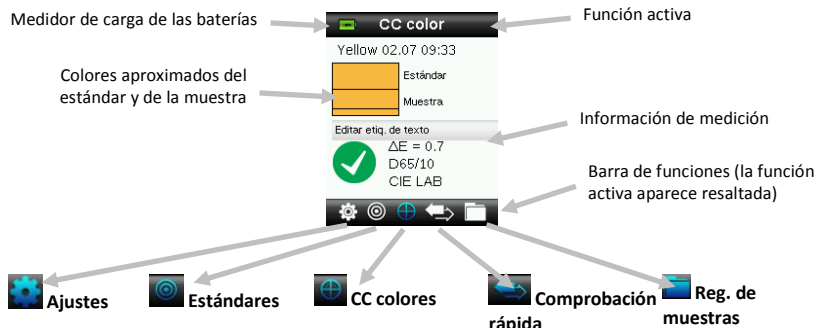 Medidor de carga de las baterías
CC color
Función activa
Yellow 02.07 09:33
Colores aproximados del
estándar y de la muestra
Estándar
Muestra
Editar etiq. de texto
Información de medición
ΔE = 0.7
D65/10
CIE LAB
Barra de funciones (la función
activa aparece resaltada)
Ajustes
Estándares
CC colores
Comprobación
rápida
Reg. de
muestras